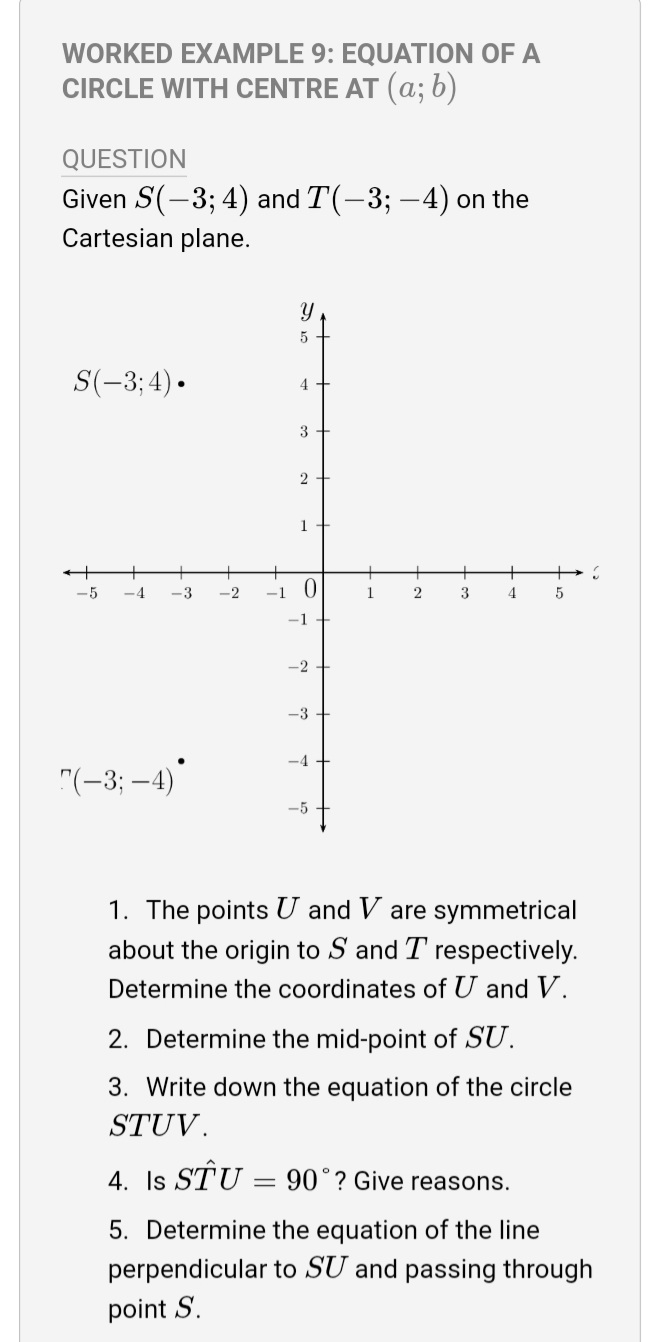 WORKED EXAMPLE 9: EQUATION OF A
CIRCLE WITH CENTRE AT (a; b)
QUESTION
Given S(−3; 4) and T(−3; −4) on the
Cartesian plane.
y
5
S(−3; 4)
4
3
2
1
−5 −4 −3 −2 −1 0 1 2 3 4 5
−1
−2
−3
−4
(−3; −4)
−5
1. The points U and V are symmetrical
about the origin to S and T respectively.
Determine the coordinates of U and V.
2. Determine the mid-point of SU.
3. Write down the equation of the circle
STUV.
4. Is ST̂U = 90°? Give reasons.
5. Determine the equation of the line
perpendicular to SU and passing through
point S.